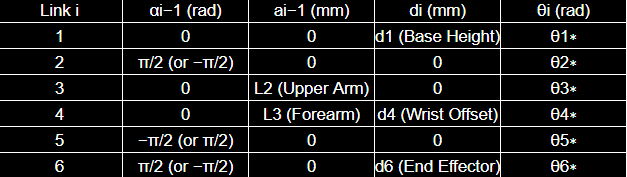 Link i αi−1 (rad) ai−1 (mm) di (mm) θi (rad)
1 0 0 d1 (Base Height) θ1∗
2 π/2 (or −π/2) 0 0 θ2∗
3 0 L2 (Upper Arm) 0 θ3∗
4 0 L3 (Forearm) d4 (Wrist Offset) θ4∗
5 −π/2 (or π/2) 0 0 θ5∗
6 π/2 (or −π/2) 0 d6 (End Effector) θ6∗